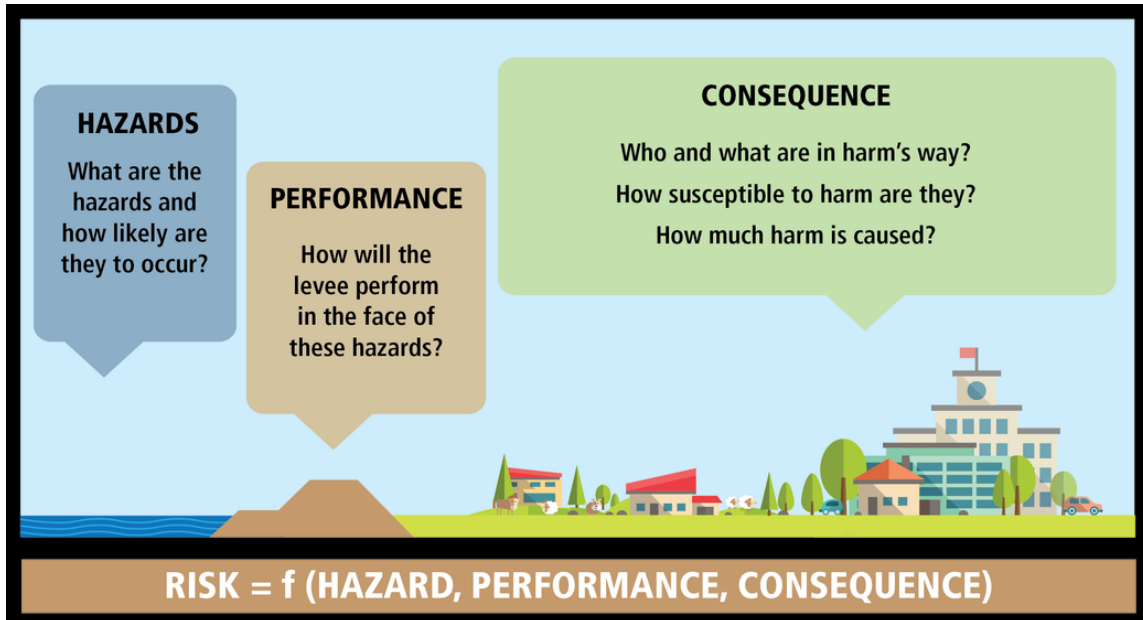 HAZARDS
What are the
hazards and
how likely are
they to occur?
PERFORMANCE
How will the
levee perform
in the face of
these hazards?
CONSEQUENCE
Who and what are in harm’s way?
How susceptible to harm are they?
How much harm is caused?
RISK = f (HAZARD, PERFORMANCE, CONSEQUENCE)